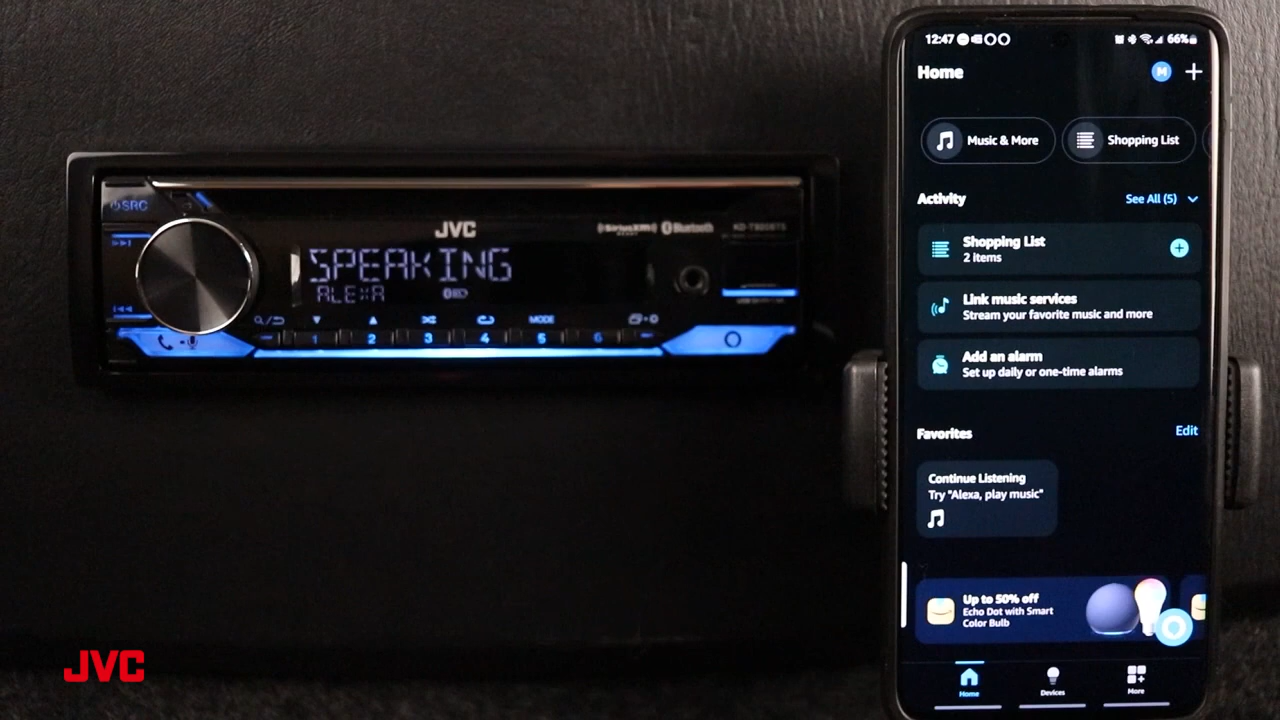 SRC
JVC
((SiriusXM))
READY
Bluetooth
SPEAKING
ALEXA
MODE
1 2 3 4 5 6
12:47
66%
Home
M
Music & More
Shopping List
Activity
See All (5)
Shopping List
2 items
Link music services
Stream your favorite music and more
Add an alarm
Set up daily or one-time alarms
Favorites
Edit
Continue Listening
Try "Alexa, play music"
Up to 50% off
Echo Dot with Smart
Color Bulb
Home
Devices
More
JVC